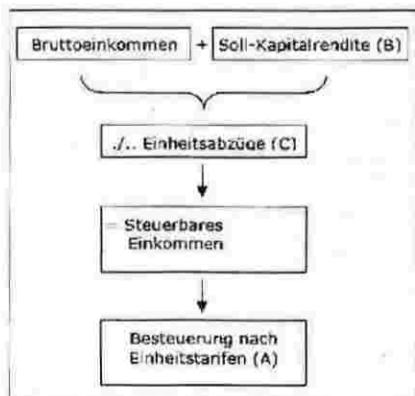 Bruttoeinkommen + Soll-Kapitalrendite (B)
./.. Einheitsabzüge (C)
= Steuerbares
Einkommen
Besteuerung nach
Einheitstarifen (A)